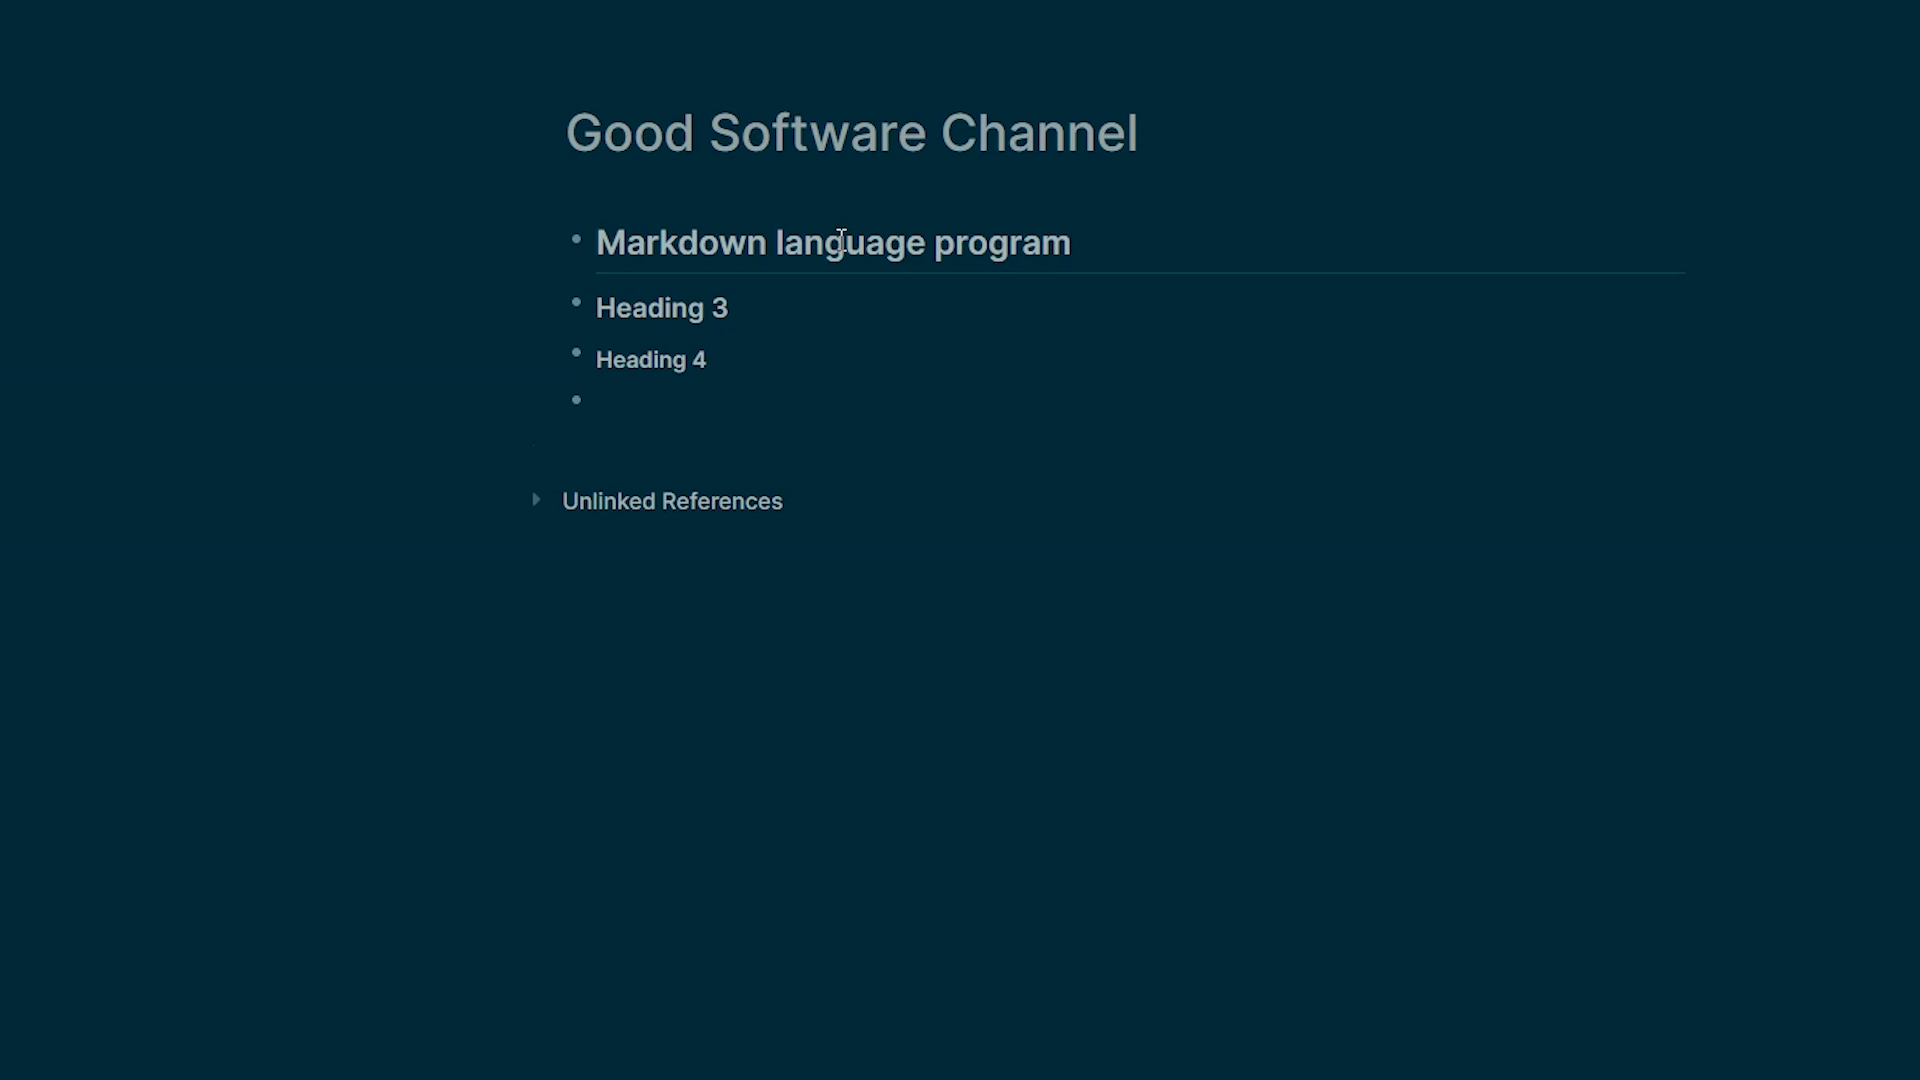 Good Software Channel
Markdown language program
Heading 3
Heading 4
Unlinked References